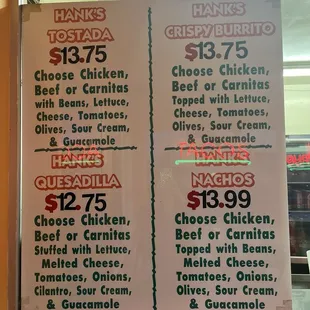 HANK'S
TOSTADA
$13.75
Choose Chicken,
Beef or Carnitas
with Beans, Lettuce,
Cheese, Tomatoes,
Olives, Sour Cream,
& Guacamole
HANK'S
CRISPY BURRITO
$13.75
Choose Chicken,
Beef or Carnitas
Topped with Lettuce,
Cheese, Tomatoes,
Olives, Sour Cream,
& Guacamole
HANK'S
QUESADILLA
$12.75
Choose Chicken,
Beef or Carnitas
Stuffed with Lettuce,
Melted Cheese,
Tomatoes, Onions,
Cilantro, Sour Cream,
& Guacamole
HANK'S
NACHOS
$13.99
Choose Chicken,
Beef or Carnitas
Topped with Beans,
Melted Cheese,
Tomatoes, Onions,
Olives, Sour Cream,
& Guacamole